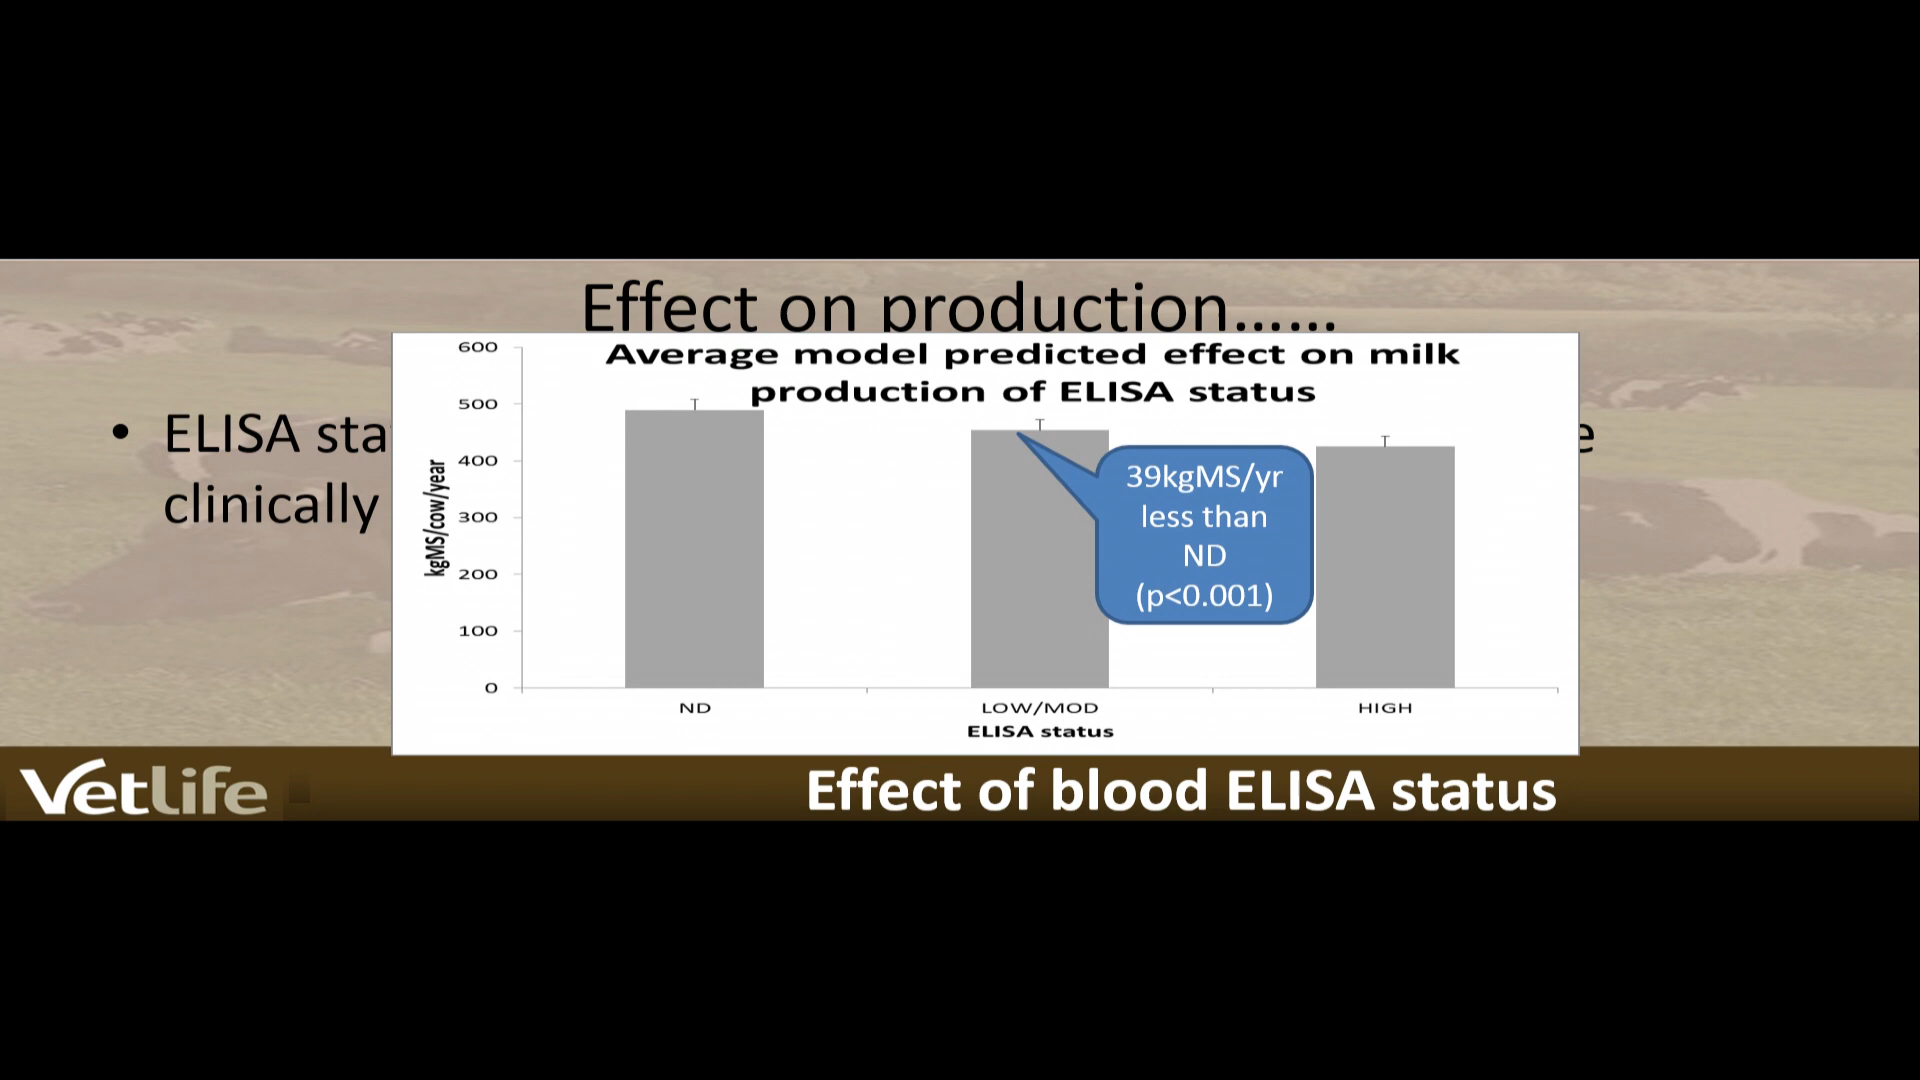 Effect on production……
Average model predicted effect on milk
production of ELISA status
• ELISA
clinically
600
500
400
300
200
100
0
kgMS/cow/year
39kgMS/yr
less than
ND
(p<0.001)
ND LOW/MOD HIGH
ELISA status
Vetlife
Effect of blood ELISA status